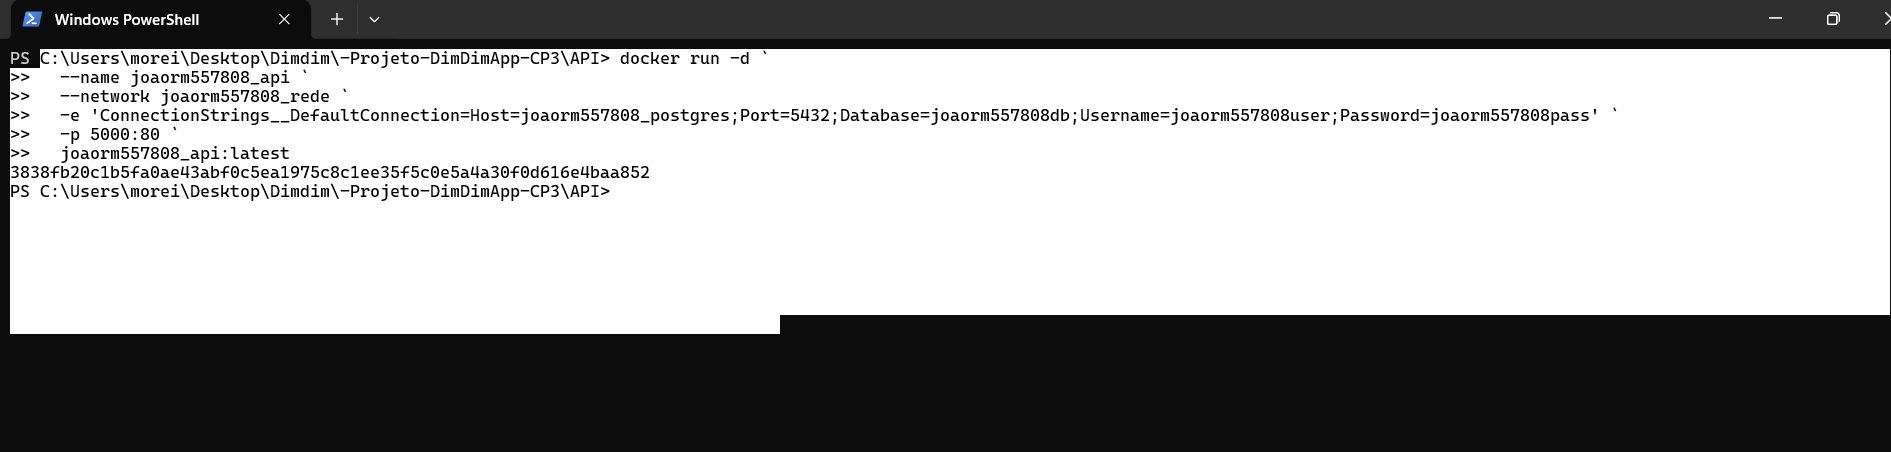 Windows PowerShell
PS C:\Users\morei\Desktop\Dimdim\-Projeto-DimDimApp-CP3\API> docker run -d `
>>   --name joaorm557808_api `
>>   --network joaorm557808_rede `
>>   -e 'ConnectionStrings__DefaultConnection=Host=joaorm557808_postgres;Port=5432;Database=joaorm557808db;Username=joaorm557808user;Password=joaorm557808pass' `
>>   -p 5000:80 `
>>   joaorm557808_api:latest
3838fb20c1b5fa0ae43abf0c5ea1975c8c1ee35f5c0e5a4a30f0d616e4baa852
PS C:\Users\morei\Desktop\Dimdim\-Projeto-DimDimApp-CP3\API>